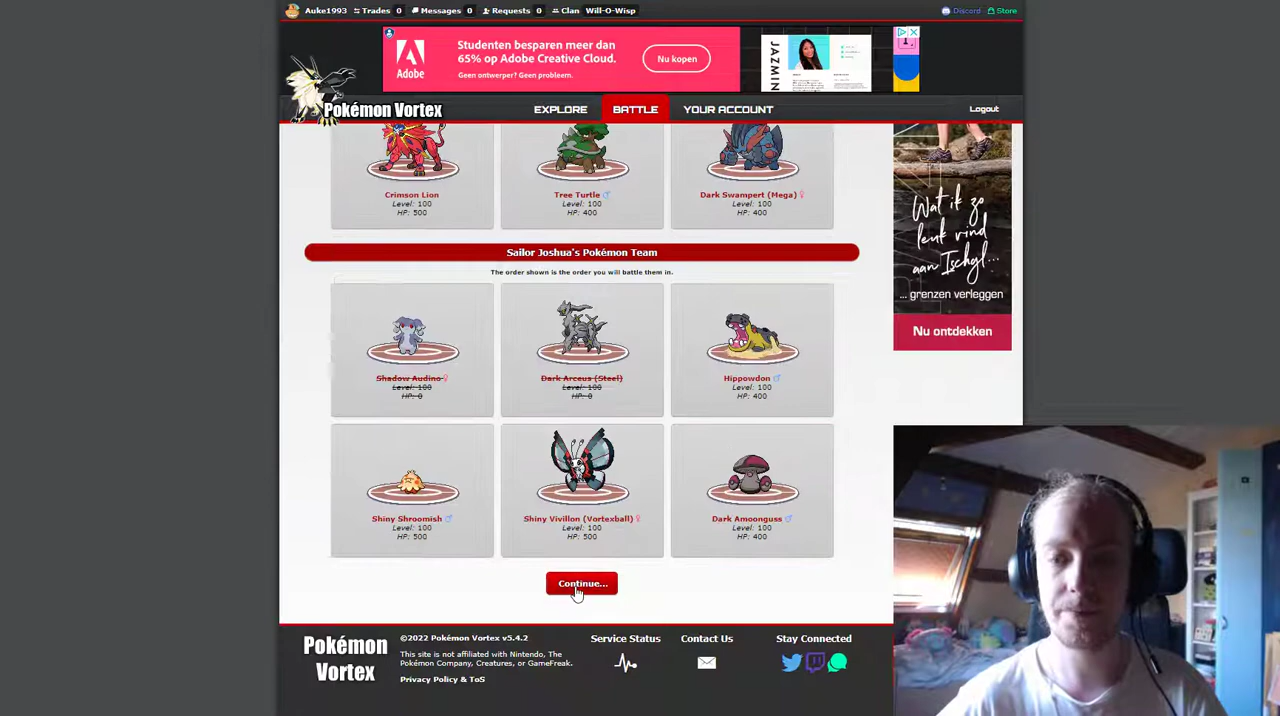 Auke1993 Trades 0 Messages 0 Requests 0 Clan Will-O-Wisp Discord Store
Adobe
Studenten besparen meer dan
65% op Adobe Creative Cloud.
Geen ontwerper? Geen probleem.
Nu kopen
JAZMIN
Pokémon Vortex
EXPLORE BATTLE YOUR ACCOUNT Logout
Crimson Lion
Level: 100
HP: 500
Tree Turtle ♂
Level: 100
HP: 400
Dark Swampert (Mega) ♀
Level: 100
HP: 400
Sailor Joshua's Pokémon Team
The order shown is the order you will battle them in.
Shadow Audino ♀
Level: 100
HP: 0
Dark Arceus (Steel)
Level: 100
HP: 0
Hippowdon ♂
Level: 100
HP: 400
Shiny Shroomish ♂
Level: 100
HP: 500
Shiny Vivillon (Vortexball) ♀
Level: 100
HP: 500
Dark Amoonguss ♂
Level: 100
HP: 400
Continue...
Wat ik zo
leuk vind
aan Ischgl...
... grenzen verleggen
Nu ontdekken
Pokémon
Vortex
©2022 Pokémon Vortex v5.4.2
This site is not affiliated with Nintendo, The
Pokémon Company, Creatures, or GameFreak.
Privacy Policy & ToS
Service Status
Contact Us
Stay Connected